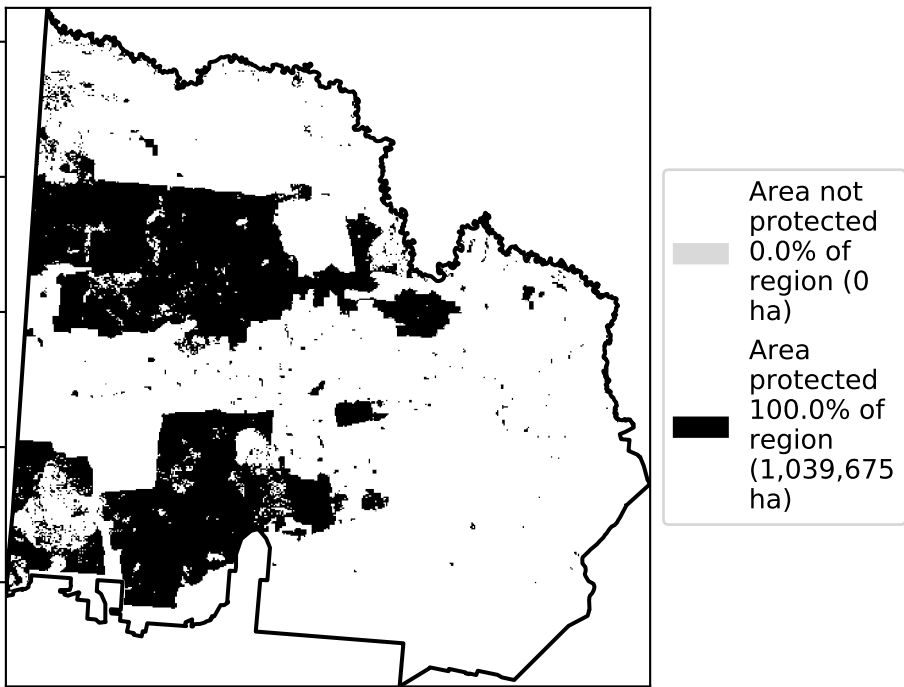 Area not
protected
0.0% of
region (0
ha)
Area
protected
100.0% of
region
(1,039,675
ha)